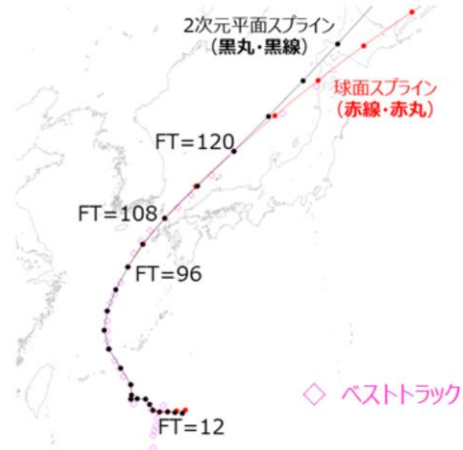 2次元平面スプライン
（黒丸・黒線）
球面スプライン
（赤線・赤丸）
FT=120
FT=108
FT=96
◇ ベストトラック
FT=12